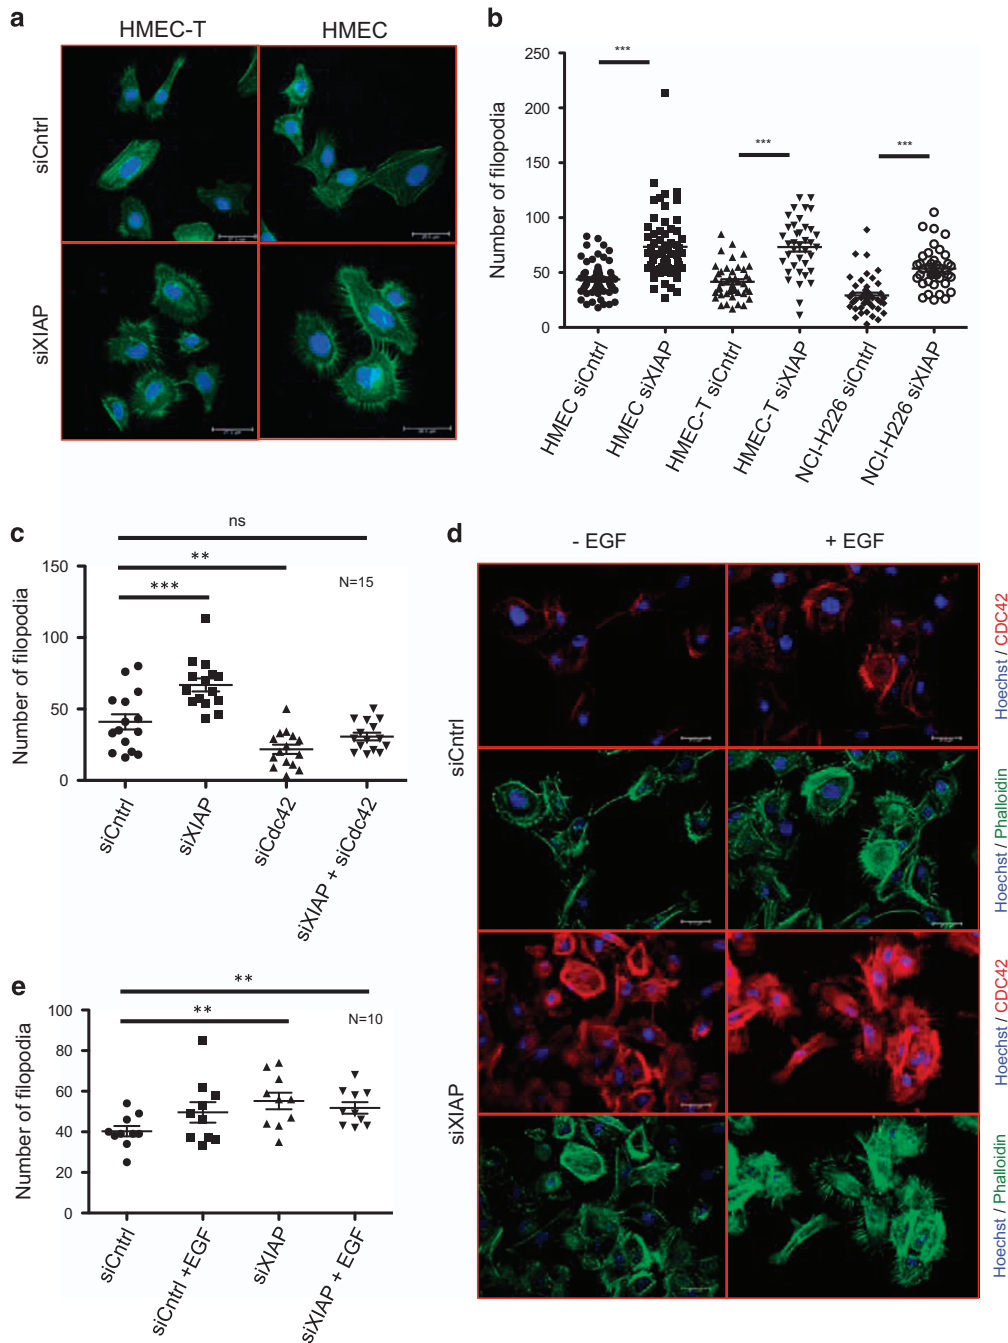 a
HMEC-T
HMEC
siCntrl
siXIAP
b
Number of filopodia
250
200
150
100
50
0
***
***
***
HMEC siCntrl
HMEC siXIAP
HMEC-T siCntrl
HMEC-T siXIAP
NCI-H226 siCntrl
NCI-H226 siXIAP
c
ns
**
***
N=15
Number of filopodia
150
100
50
0
siCntrl
siXIAP
siCdc42
siXIAP + siCdc42
d
- EGF
+ EGF
siCntrl
siXIAP
Hoechst / CDC42
Hoechst / Phalloidin
Hoechst / CDC42
Hoechst / Phalloidin
e
**
**
N=10
Number of filopodia
100
80
60
40
20
0
siCntrl
siCntrl +EGF
siXIAP
siXIAP + EGF